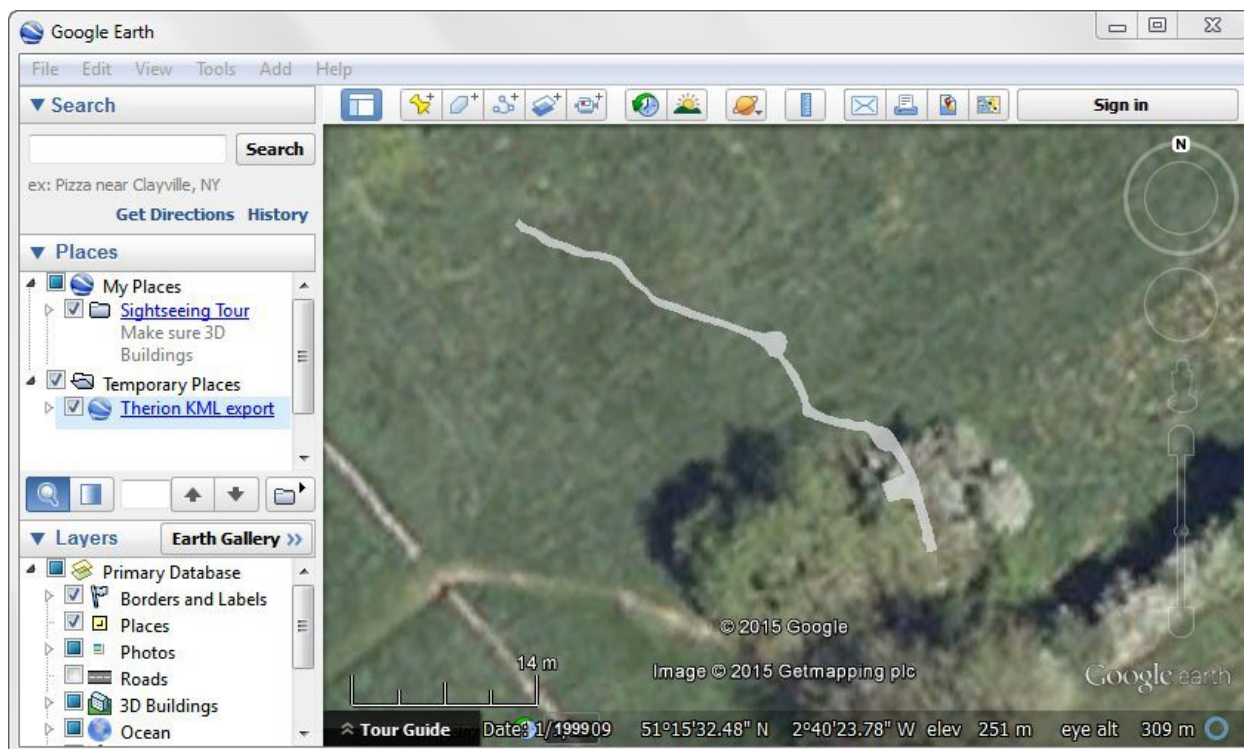 Google Earth
File Edit View Tools Add Help
Search
Search
ex: Pizza near Clayville, NY
Get Directions History
Places
My Places
Sightseeing Tour
Make sure 3D
Buildings
Temporary Places
Therion KML export
Layers
Earth Gallery >>
Primary Database
Borders and Labels
Places
Photos
Roads
3D Buildings
Ocean
Sign in
N
© 2015 Google
14 m
Image © 2015 Getmapping plc
Google earth
Tour Guide
51°15'32.48" N 2°40'23.78" W elev 251 m eye alt 309 m